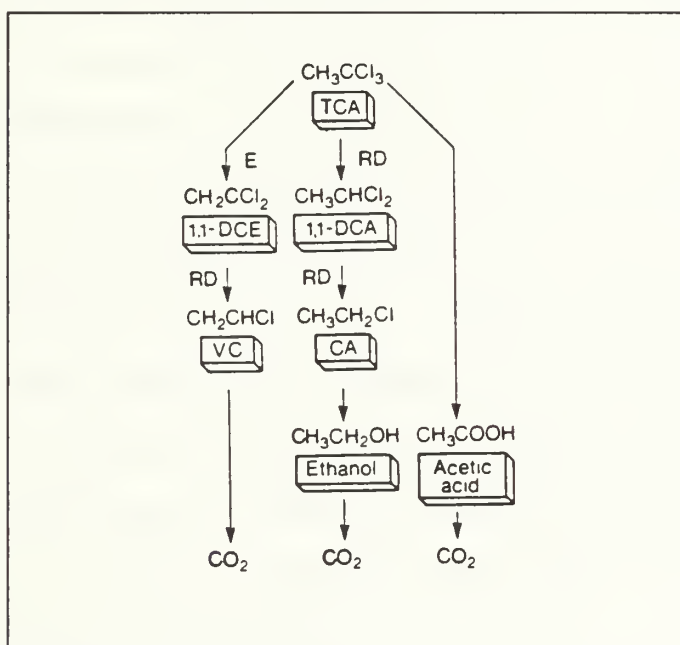 CH₃CCl₃
TCA
E RD
CH₂CCl₂ CH₃CHCl₂
1,1-DCE 1,1-DCA
RD RD
CH₂CHCl CH₃CH₂Cl
VC CA
CH₃CH₂OH CH₃COOH
Ethanol Acetic
acid
CO₂ CO₂ CO₂